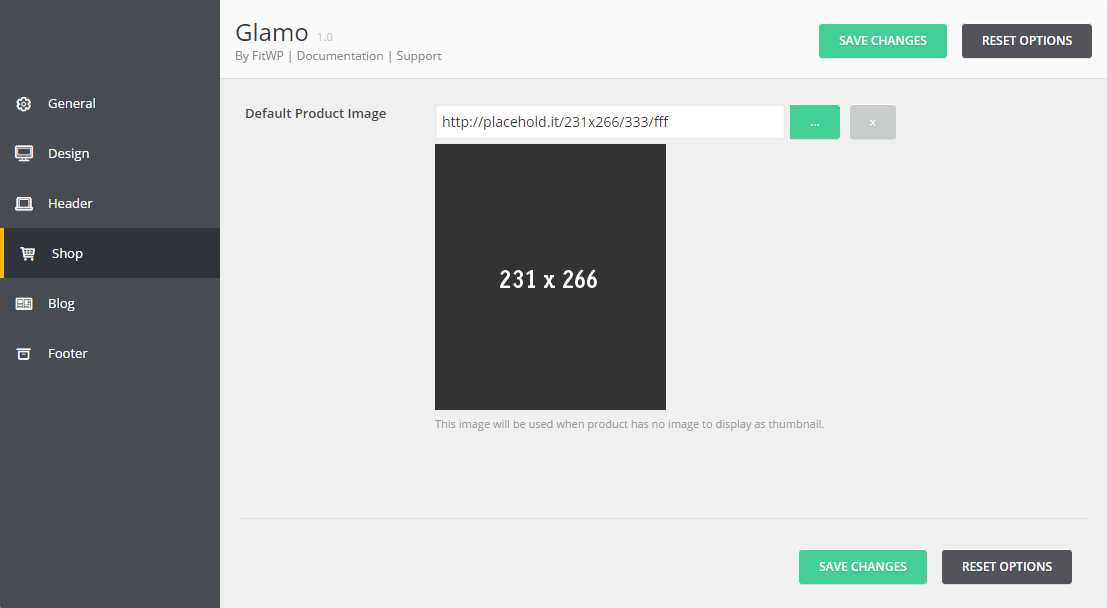 Glamo 1.0
By FitWP | Documentation | Support
SAVE CHANGES
RESET OPTIONS
General
Design
Header
Shop
Blog
Footer
Default Product Image
http://placehold.it/231x266/333/fff
...
x
231 x 266
This image will be used when product has no image to display as thumbnail.
SAVE CHANGES
RESET OPTIONS